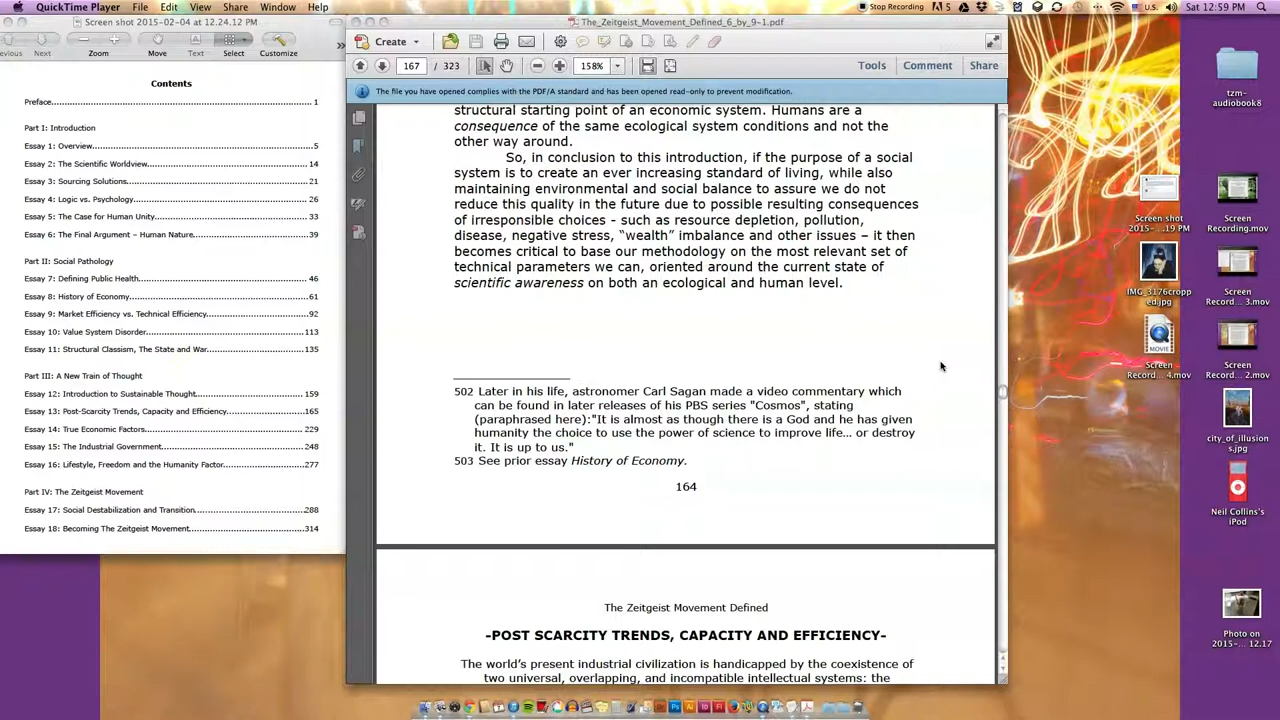 QuickTime Player File Edit View Share Window Help
Stop Recording
5
U.S.
Sat 12:59 PM
Screen shot 2015-02-04 at 12.24.12 PM
Next
Zoom
Move
Text
Select
Customize
Contents
Preface 1
Part I: Introduction
Essay 1: Overview 5
Essay 2: The Scientific Worldview 14
Essay 3: Sourcing Solutions 21
Essay 4: Logic vs. Psychology 26
Essay 5: The Case for Human Unity 33
Essay 6: The Final Argument – Human Nature 39
Part II: Social Pathology
Essay 7: Defining Public Health 46
Essay 8: History of Economy 61
Essay 9: Market Efficiency vs. Technical Efficiency 92
Essay 10: Value System Disorder 113
Essay 11: Structural Classism, The State and War 135
Part III: A New Train of Thought
Essay 12: Introduction to Sustainable Thought 159
Essay 13: Post-Scarcity Trends, Capacity and Efficiency 165
Essay 14: True Economic Factors 229
Essay 15: The Industrial Government 248
Essay 16: Lifestyle, Freedom and the Humanity Factor 277
Part IV: The Zeitgeist Movement
Essay 17: Social Destabilization and Transition 288
Essay 18: Becoming The Zeitgeist Movement 314
The_Zeitgeist_Movement_Defined_6_by_9-1.pdf
Create
167 / 323
158%
Tools Comment Share
The file you have opened complies with the PDF/A standard and has been opened read-only to prevent modification.
structural starting point of an economic system. Humans are a
consequence of the same ecological system conditions and not the
other way around.
So, in conclusion to this introduction, if the purpose of a social
system is to create an ever increasing standard of living, while also
maintaining environmental and social balance to assure we do not
reduce this quality in the future due to possible resulting consequences
of irresponsible choices - such as resource depletion, pollution,
disease, negative stress, “wealth” imbalance and other issues – it then
becomes critical to base our methodology on the most relevant set of
technical parameters we can, oriented around the current state of
scientific awareness on both an ecological and human level.
502 Later in his life, astronomer Carl Sagan made a video commentary which
can be found in later releases of his PBS series "Cosmos", stating
(paraphrased here):"It is almost as though there is a God and he has given
humanity the choice to use the power of science to improve life... or destroy
it. It is up to us."
503 See prior essay History of Economy.
164
The Zeitgeist Movement Defined
-POST SCARCITY TRENDS, CAPACITY AND EFFICIENCY-
The world's present industrial civilization is handicapped by the coexistence of
two universal, overlapping, and incompatible intellectual systems: the
tzm-
audiobook8
Screen shot
2015-...19 PM
Screen
Recording.mov
IMG_3176cropp
ed.jpg
Screen
Record... 3.mov
MOVIE
Screen
Record... 4.mov
Screen
Record... 2.mov
city_of_illusion
s.jpg
Neil Collins's
iPod
Photo on
2015-... 12.17